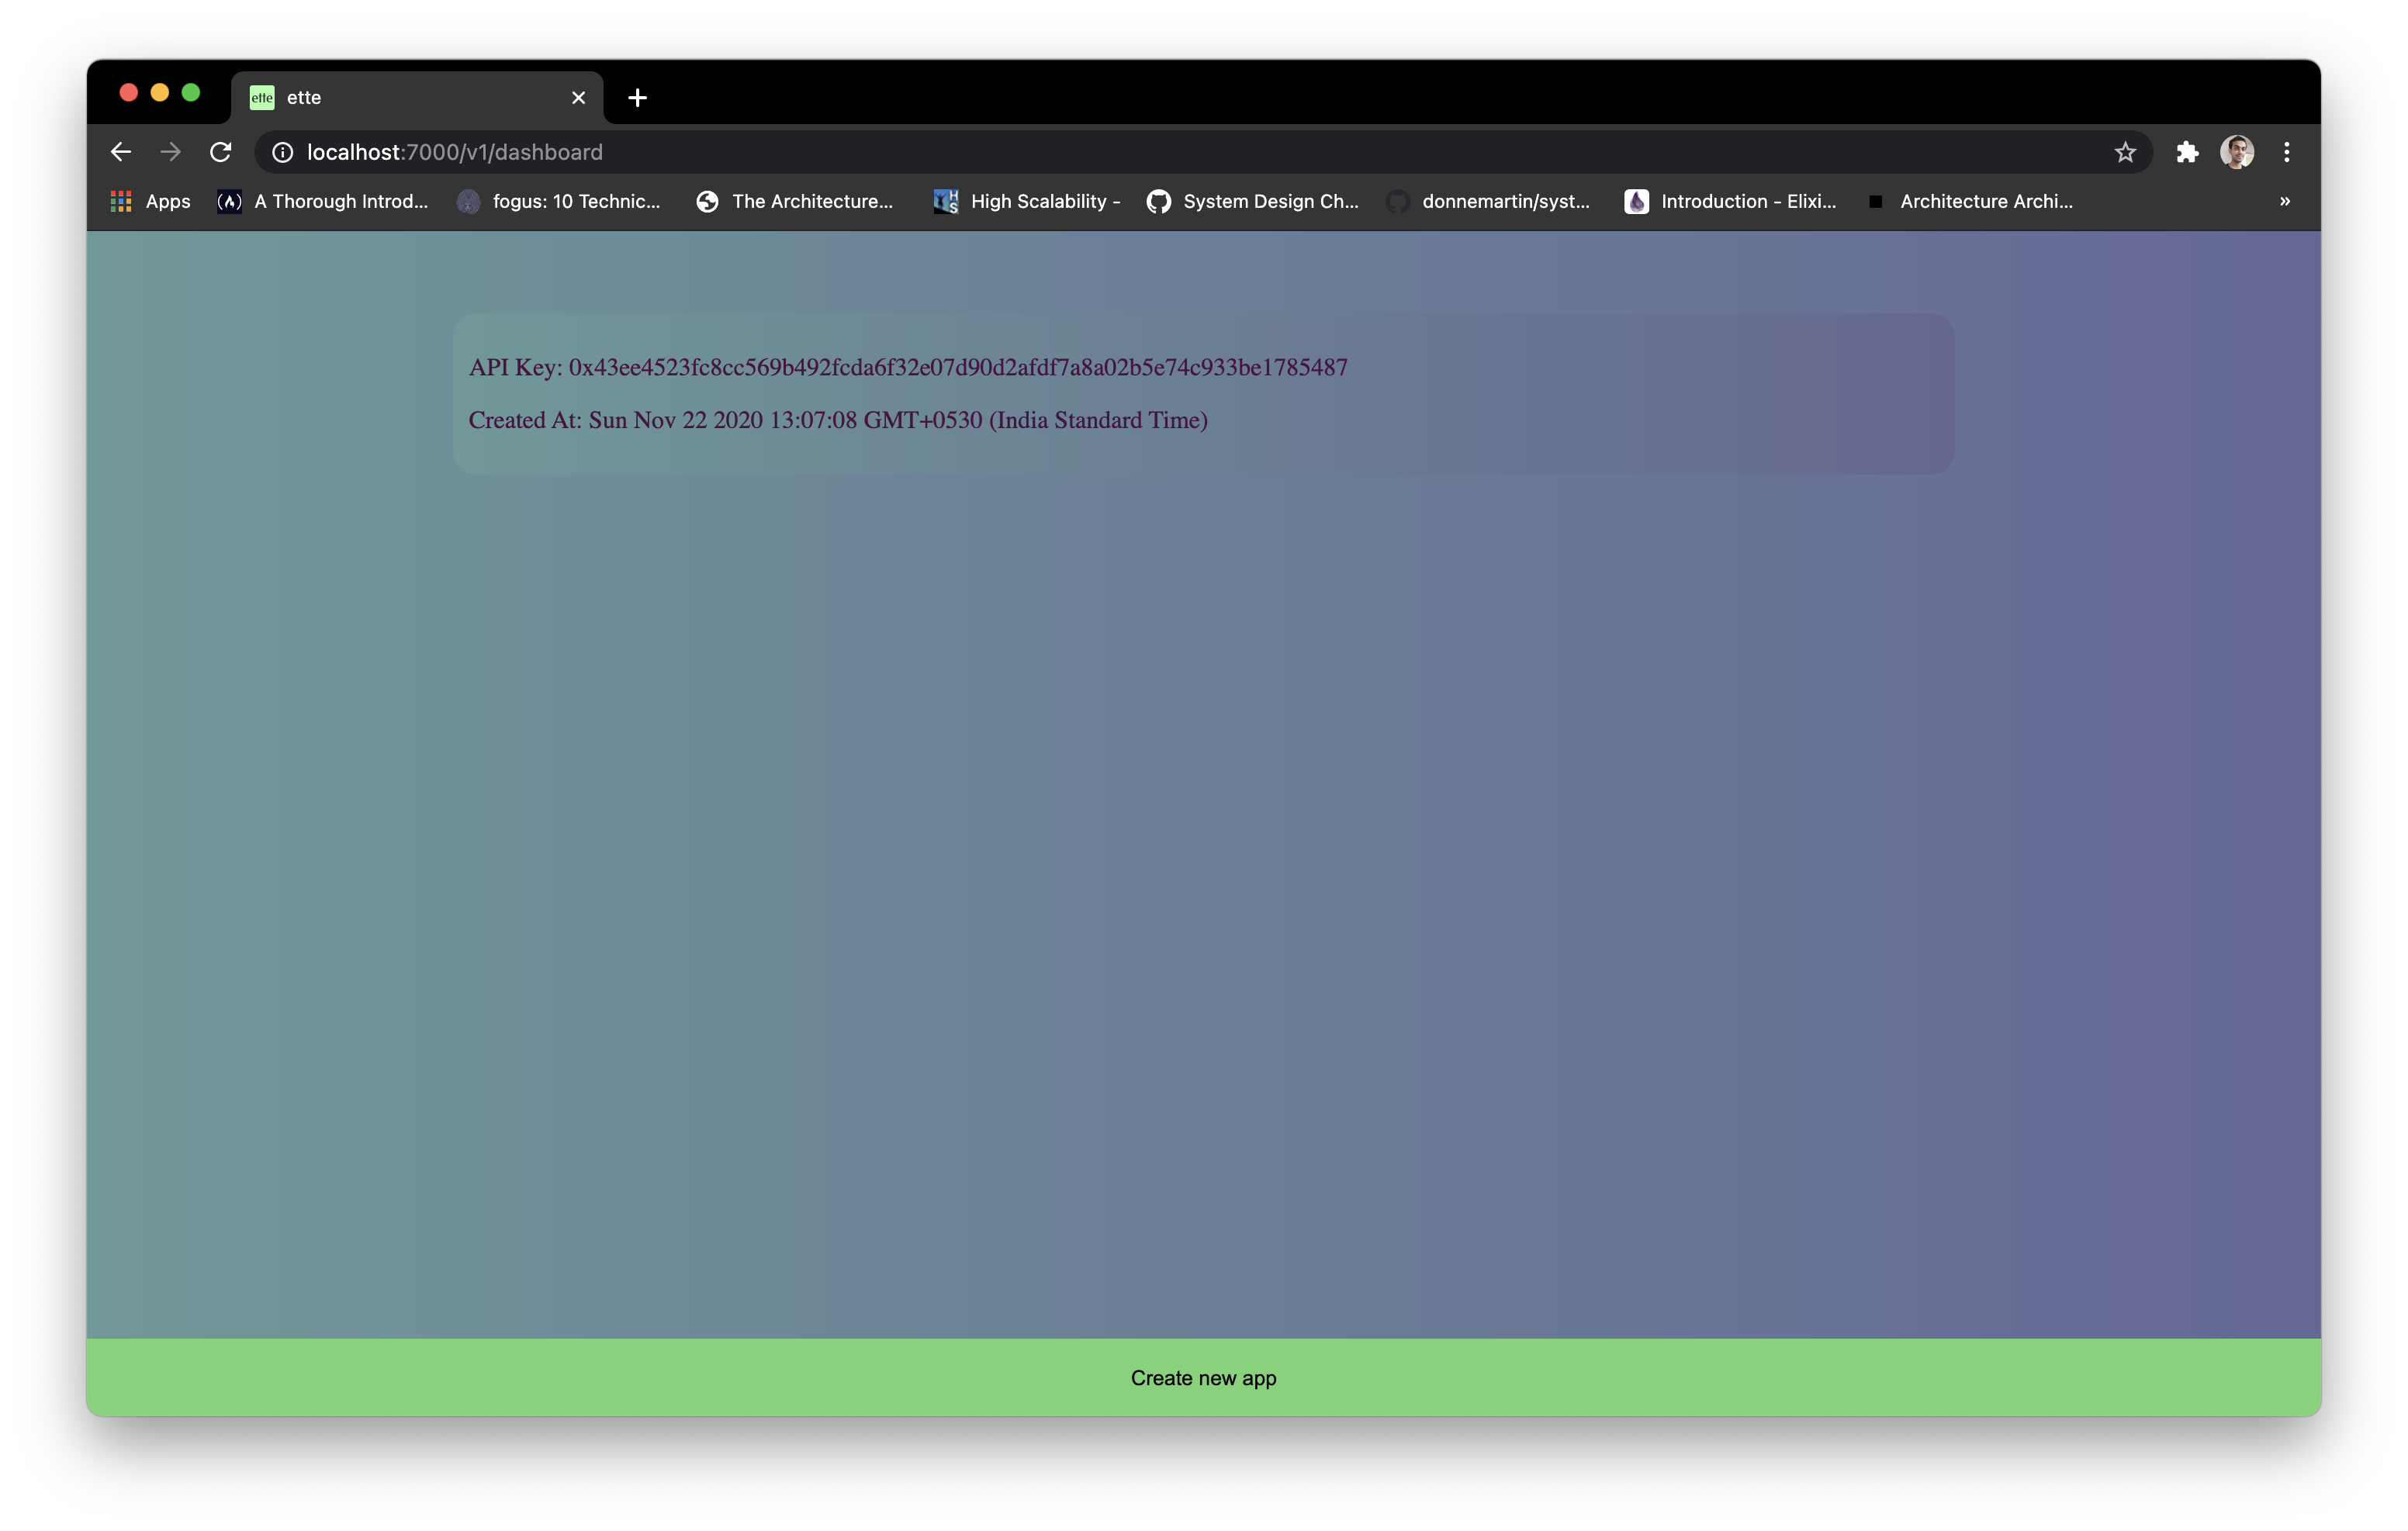 ette ette
localhost:7000/v1/dashboard
Apps A Thorough Introd... fogus: 10 Technic... The Architecture... High Scalability - System Design Ch... donnemartin/syst... Introduction - Elixi... Architecture Archi... »
API Key: 0x43ee4523fc8cc569b492fcda6f32e07d90d2afdf7a8a02b5e74c933be1785487
Created At: Sun Nov 22 2020 13:07:08 GMT+0530 (India Standard Time)
Create new app